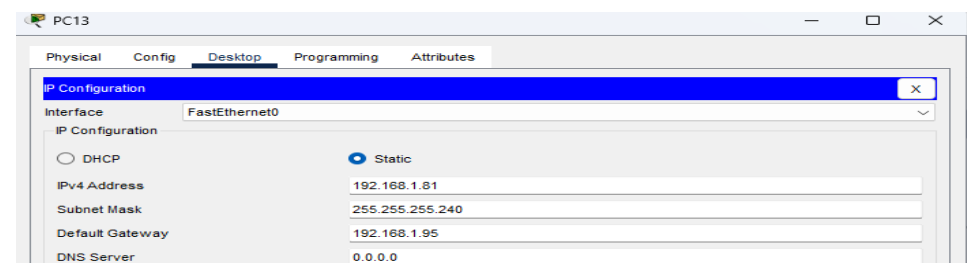 PC13
Physical Config Desktop Programming Attributes
IP Configuration X
Interface FastEthernet0
IP Configuration
DHCP Static
IPv4 Address 192.168.1.81
Subnet Mask 255.255.255.240
Default Gateway 192.168.1.95
DNS Server 0.0.0.0